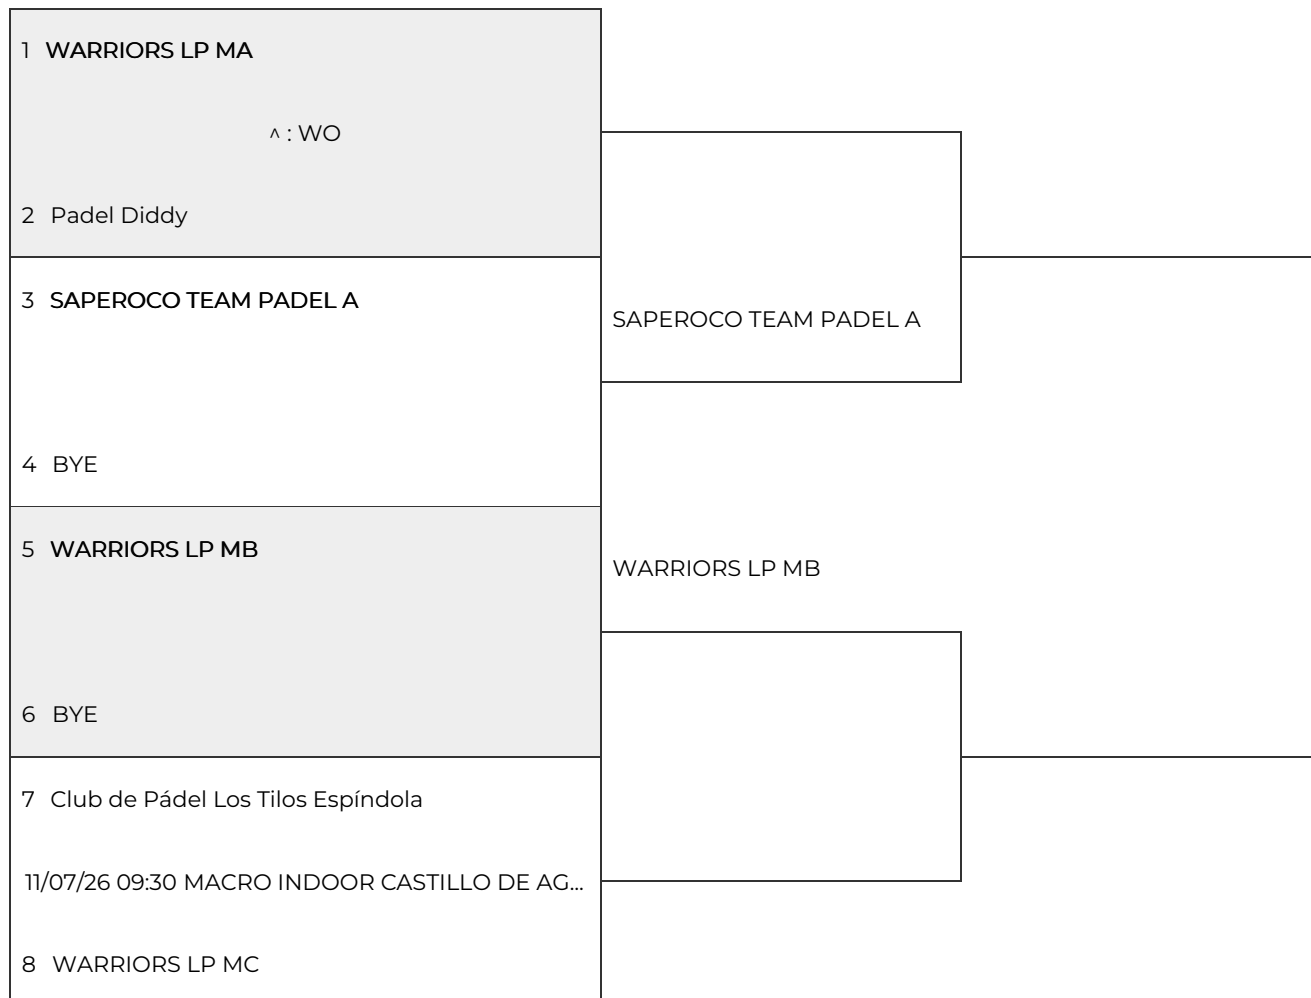 1 WARRIORS LP MA
^ : WO
2 Padel Diddy
3 SAPEROCO TEAM PADEL A
SAPEROCO TEAM PADEL A
4 BYE
5 WARRIORS LP MB
WARRIORS LP MB
6 BYE
7 Club de Pádel Los Tilos Espíndola
11/07/26 09:30 MACRO INDOOR CASTILLO DE AG...
8 WARRIORS LP MC